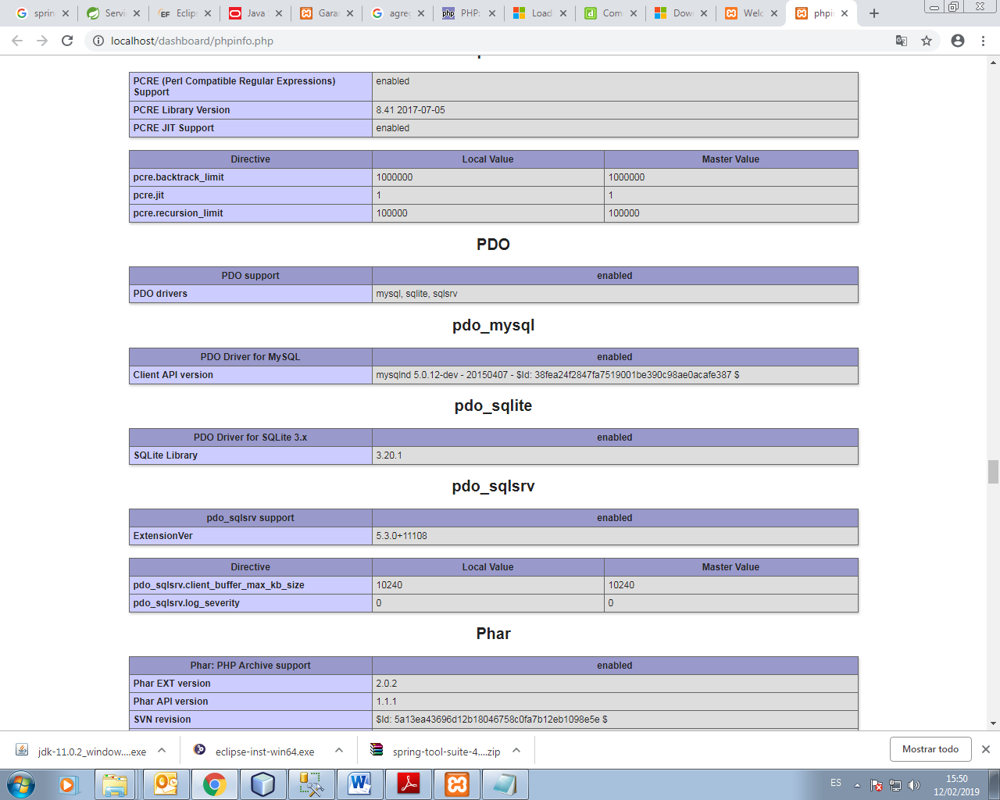 sprin
Servi
EF Eclips
Java
Garan
agreg
php PHP:
Load
Com
Dow
Welc
phpi
localhost/dashboard/phpinfo.php
PCRE (Perl Compatible Regular Expressions) Support enabled
PCRE Library Version 8.41 2017-07-05
PCRE JIT Support enabled
Directive Local Value Master Value
pcre.backtrack_limit 1000000 1000000
pcre.jit 1 1
pcre.recursion_limit 100000 100000
PDO
PDO support enabled
PDO drivers mysql, sqlite, sqlsrv
pdo_mysql
PDO Driver for MySQL enabled
Client API version mysqlnd 5.0.12-dev - 20150407 - $Id: 38fea24f2847fa7519001be390c98ae0acafe387 $
pdo_sqlite
PDO Driver for SQLite 3.x enabled
SQLite Library 3.20.1
pdo_sqlsrv
pdo_sqlsrv support enabled
ExtensionVer 5.3.0+11108
Directive Local Value Master Value
pdo_sqlsrv.client_buffer_max_kb_size 10240 10240
pdo_sqlsrv.log_severity 0 0
Phar
Phar: PHP Archive support enabled
Phar EXT version 2.0.2
Phar API version 1.1.1
SVN revision $Id: 5a13ea43696d12b18046758c0fa7b12eb1098e5e $
jdk-11.0.2_window....exe
eclipse-inst-win64.exe
spring-tool-suite-4....zip
Mostrar todo
ES
15:50
12/02/2019